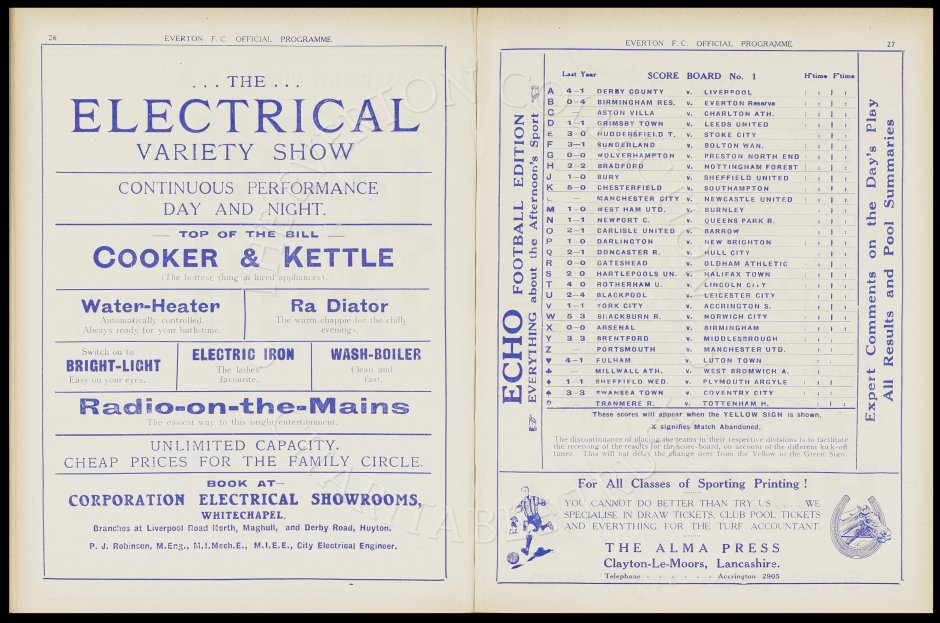 26
EVERTON F.C. OFFICIAL PROGRAMME
... THE ...
ELECTRICAL
VARIETY SHOW
CONTINUOUS PERFORMANCE
DAY AND NIGHT.
— TOP OF THE BILL —
COOKER & KETTLE
(The hottest thing in hired appliances).
Water-Heater
Automatically controlled.
Always ready for your bath-time.
Ra Diator
The warm chappie for the chilly
evenings.
Switch on to
BRIGHT-LIGHT
Easy on your eyes.
ELECTRIC IRON
The ladies'
favourite.
WASH-BOILER
Clean and
fast.
Radio-on-the-Mains
The easiest way to this bright entertainment.
UNLIMITED CAPACITY.
CHEAP PRICES FOR THE FAMILY CIRCLE.
BOOK AT—
CORPORATION ELECTRICAL SHOWROOMS,
WHITECHAPEL.
Branches at Liverpool Road North, Maghull, and Derby Road, Huyton.
P. J. Robinson, M.Eng., M.I.Mech.E., M.I.E.E., City Electrical Engineer.
EVERTON F.C. OFFICIAL PROGRAMME
27
ECHO FOOTBALL EDITION
EVERYTHING about the Afternoon's Sport
Last Year SCORE BOARD No. 1 H'time F'time
A 4-1 DERBY COUNTY v. LIVERPOOL
B 0-4 BIRMINGHAM RES. v. EVERTON Reserve
C ASTON VILLA v. CHARLTON ATH.
D 1-1 GRIMSBY TOWN v. LEEDS UNITED
E 3-0 HUDDERSFIELD T. v. STOKE CITY
F 3-1 SUNDERLAND v. BOLTON WAN.
G 0-0 WOLVERHAMPTON v. PRESTON NORTH END
H 2-2 BRADFORD v. NOTTINGHAM FOREST
J 1-0 BURY v. SHEFFIELD UNITED
K 5-0 CHESTERFIELD v. SOUTHAMPTON
L — MANCHESTER CITY v. NEWCASTLE UNITED
M 1-0 WEST HAM UTD. v. BURNLEY
N 1-1 NEWPORT C. v. QUEENS PARK R.
O 2-1 CARLISLE UNITED v. BARROW
P 1-0 DARLINGTON v. NEW BRIGHTON
Q 2-1 DONCASTER R. v. HULL CITY
R 0-0 GATESHEAD v. OLDHAM ATHLETIC
S 2-0 HARTLEPOOLS UN. v. HALIFAX TOWN
T 4-0 ROTHERHAM U. v. LINCOLN CITY
U 2-4 BLACKPOOL v. LEICESTER CITY
V 1-1 YORK CITY v. ACCRINGTON S.
W 5-3 BLACKBURN R. v. NORWICH CITY
X 0-0 ARSENAL v. BIRMINGHAM
Y 3-3 BRENTFORD v. MIDDLESBROUGH
Z PORTSMOUTH v. MANCHESTER UTD.
♥ 4-1 FULHAM v. LUTON TOWN
♣ — MILLWALL ATH. v. WEST BROMWICH A.
♠ 1-1 SHEFFIELD WED. v. PLYMOUTH ARGYLE
♦ 3-3 SWANSEA TOWN v. COVENTRY CITY
TRANMERE R. v. TOTTENHAM H.
These scores will appear when the YELLOW SIGN is shown,
X signifies Match Abandoned,
The discontinuance of placing the teams in their respective divisions is to facilitate
the receiving of the results for the score-board, on account of the different kick-off
times. This will not delay the change over from the Yellow to the Green Sign.
Expert Comments on the Day's Play
All Results and Pool Summaries
For All Classes of Sporting Printing !
YOU CANNOT DO BETTER THAN TRY US . . WE
SPECIALISE IN DRAW TICKETS, CLUB POOL TICKETS
AND EVERYTHING FOR THE TURF ACCOUNTANT.
THE ALMA PRESS
Clayton-Le-Moors, Lancashire.
Telephone - - - - - - Accrington 2905